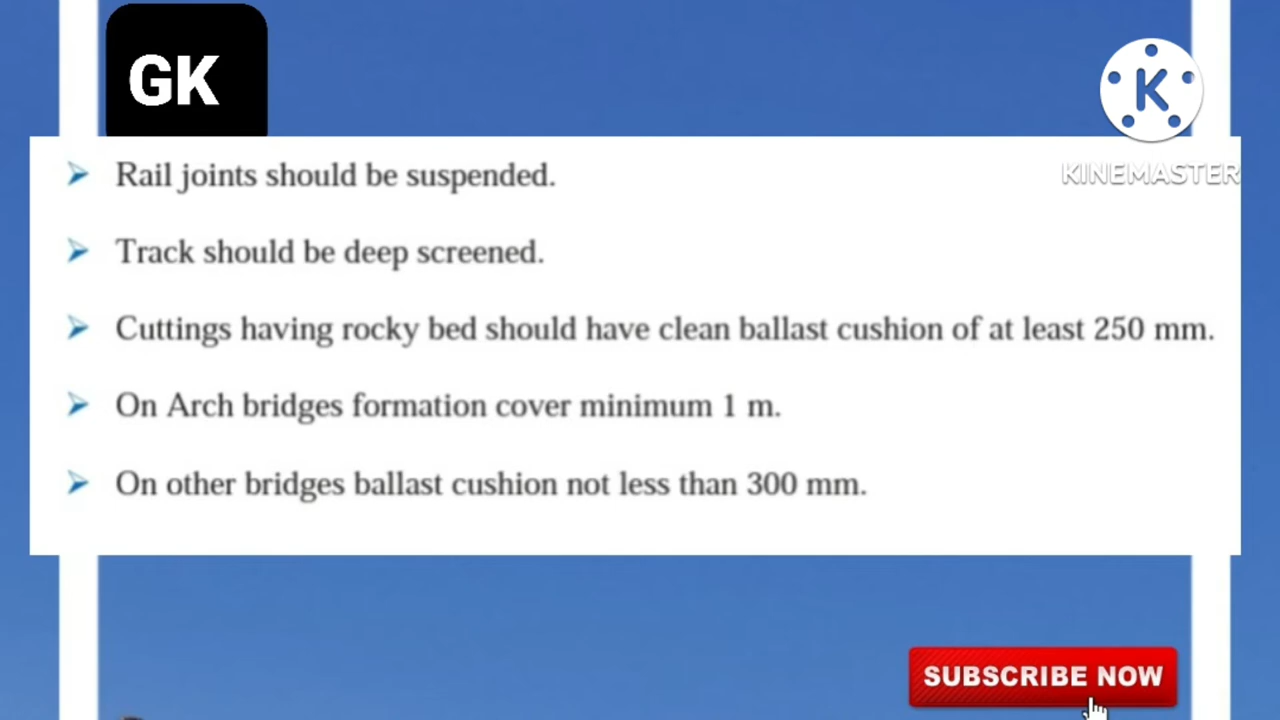 GK
K
KINEMASTER
Rail joints should be suspended.
Track should be deep screened.
Cuttings having rocky bed should have clean ballast cushion of at least 250 mm.
On Arch bridges formation cover minimum 1 m.
On other bridges ballast cushion not less than 300 mm.
SUBSCRIBE NOW